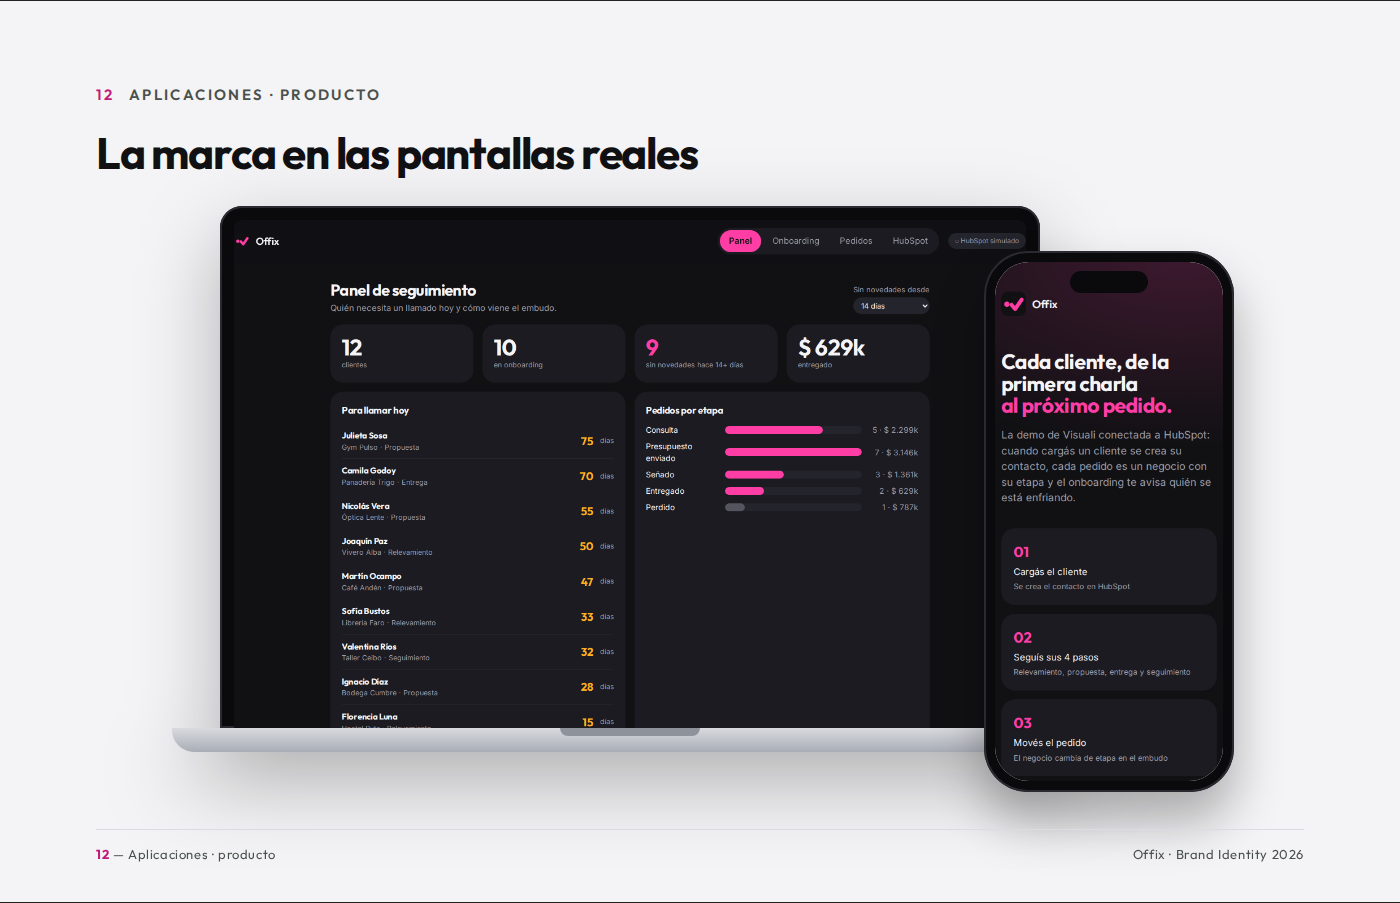 12 APLICACIONES · PRODUCTO
La marca en las pantallas reales
Offix
Panel Onboarding Pedidos HubSpot
HubSpot simulado
Panel de seguimiento
Quién necesita un llamado hoy y cómo viene el embudo.
Sin novedades desde
14 días
12
clientes
10
en onboarding
9
sin novedades hace 14+ días
$ 629k
entregado
Para llamar hoy
Julieta Sosa
Gym Pulso · Propuesta
75 días
Camila Godoy
Panadería Trigo · Entrega
70 días
Nicolás Vera
Óptica Lente · Propuesta
55 días
Joaquín Paz
Vivero Alba · Relevamiento
50 días
Martín Ocampo
Café Andén · Propuesta
47 días
Sofía Bustos
Librería Faro · Relevamiento
33 días
Valentina Ríos
Taller Ceibo · Seguimiento
32 días
Ignacio Díaz
Bodega Cumbre · Propuesta
28 días
Florencia Luna
15 días
Pedidos por etapa
Consulta 5 · $ 2.299k
Presupuesto
enviado 7 · $ 3.146k
Señado 3 · $ 1.361k
Entregado 2 · $ 629k
Perdido 1 · $ 787k
Offix
Cada cliente, de la
primera charla
al próximo pedido.
La demo de Visuali conectada a HubSpot:
cuando cargás un cliente se crea su
contacto, cada pedido es un negocio con
su etapa y el onboarding te avisa quién se
está enfriando.
01
Cargás el cliente
Se crea el contacto en HubSpot
02
Seguís sus 4 pasos
Relevamiento, propuesta, entrega y seguimiento
03
Movés el pedido
El negocio cambia de etapa en el embudo
12 — Aplicaciones · producto
Offix · Brand Identity 2026